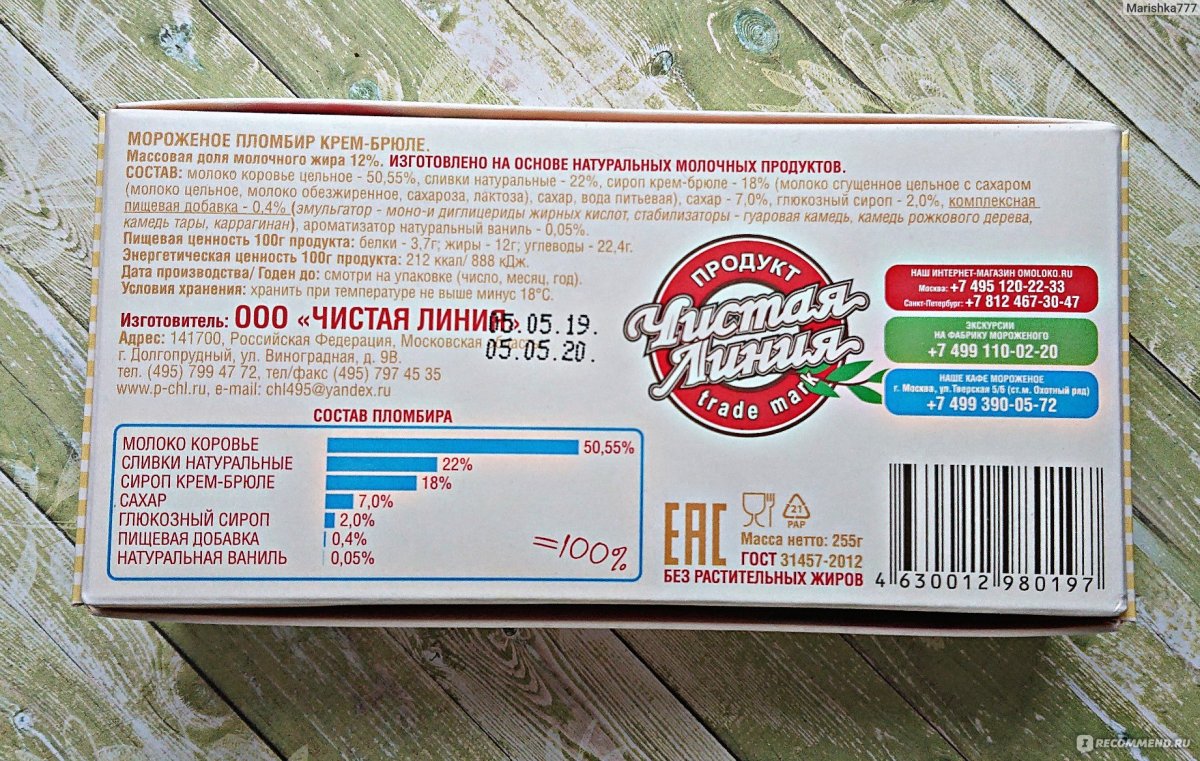 Marishka777
МОРОЖЕНОЕ ПЛОМБИР КРЕМ-БРЮЛЕ.
Массовая доля молочного жира 12%. ИЗГОТОВЛЕНО НА ОСНОВЕ НАТУРАЛЬНЫХ МОЛОЧНЫХ ПРОДУКТОВ.
СОСТАВ: молоко коровье цельное - 50,55%, сливки натуральные - 22%, сироп крем-брюле - 18% (молоко сгущенное цельное с сахаром
(молоко цельное, молоко обезжиренное, сахароза, лактоза), сахар, вода питьевая), сахар - 7,0%, глюкозный сироп - 2,0%, комплексная
пищевая добавка - 0,4% (эмульгатор - моно-и диглицериды жирных кислот, стабилизаторы - гуаровая камедь, камедь рожкового дерева,
камедь тары, каррагинан), ароматизатор натуральный ваниль - 0,05%.
Пищевая ценность 100г продукта: белки - 3,7г; жиры - 12г; углеводы - 22,4г.
Энергетическая ценность 100г продукта: 212 ккал/ 888 кДж.
Дата производства/ Годен до: смотри на упаковке (число, месяц, год).
Условия хранения: хранить при температуре не выше минус 18°С.
Изготовитель: ООО «ЧИСТАЯ ЛИНИЯ».
05.05.19.
Адрес: 141700, Российская Федерация, Московская область,
05.05.20.
г. Долгопрудный, ул. Виноградная, д. 9В.
тел. (495) 799 47 72, тел/факс (495) 797 45 35
www.p-chl.ru, e-mail: chl495@yandex.ru
ПРОДУКТ
Чистая
Линия
trade mark
НАШ ИНТЕРНЕТ-МАГАЗИН OMOLOKO.RU
Москва: +7 495 120-22-33
Санкт-Петербург: +7 812 467-30-47
ЭКСКУРСИИ
НА ФАБРИКУ МОРОЖЕНОГО
+7 499 110-02-20
НАШЕ КАФЕ МОРОЖЕНОЕ
г. Москва, ул.Тверская 5/6 (ст.м. Охотный ряд)
+7 499 390-05-72
СОСТАВ ПЛОМБИРА
МОЛОКО КОРОВЬЕ 50,55%
СЛИВКИ НАТУРАЛЬНЫЕ 22%
СИРОП КРЕМ-БРЮЛЕ 18%
САХАР 7,0%
ГЛЮКОЗНЫЙ СИРОП 2,0%
ПИЩЕВАЯ ДОБАВКА 0,4%
НАТУРАЛЬНАЯ ВАНИЛЬ 0,05%
=100%
EAC
21
PAP
Масса нетто: 255г
ГОСТ 31457-2012
БЕЗ РАСТИТЕЛЬНЫХ ЖИРОВ
4 630012 980197
IRECOMMEND.RU